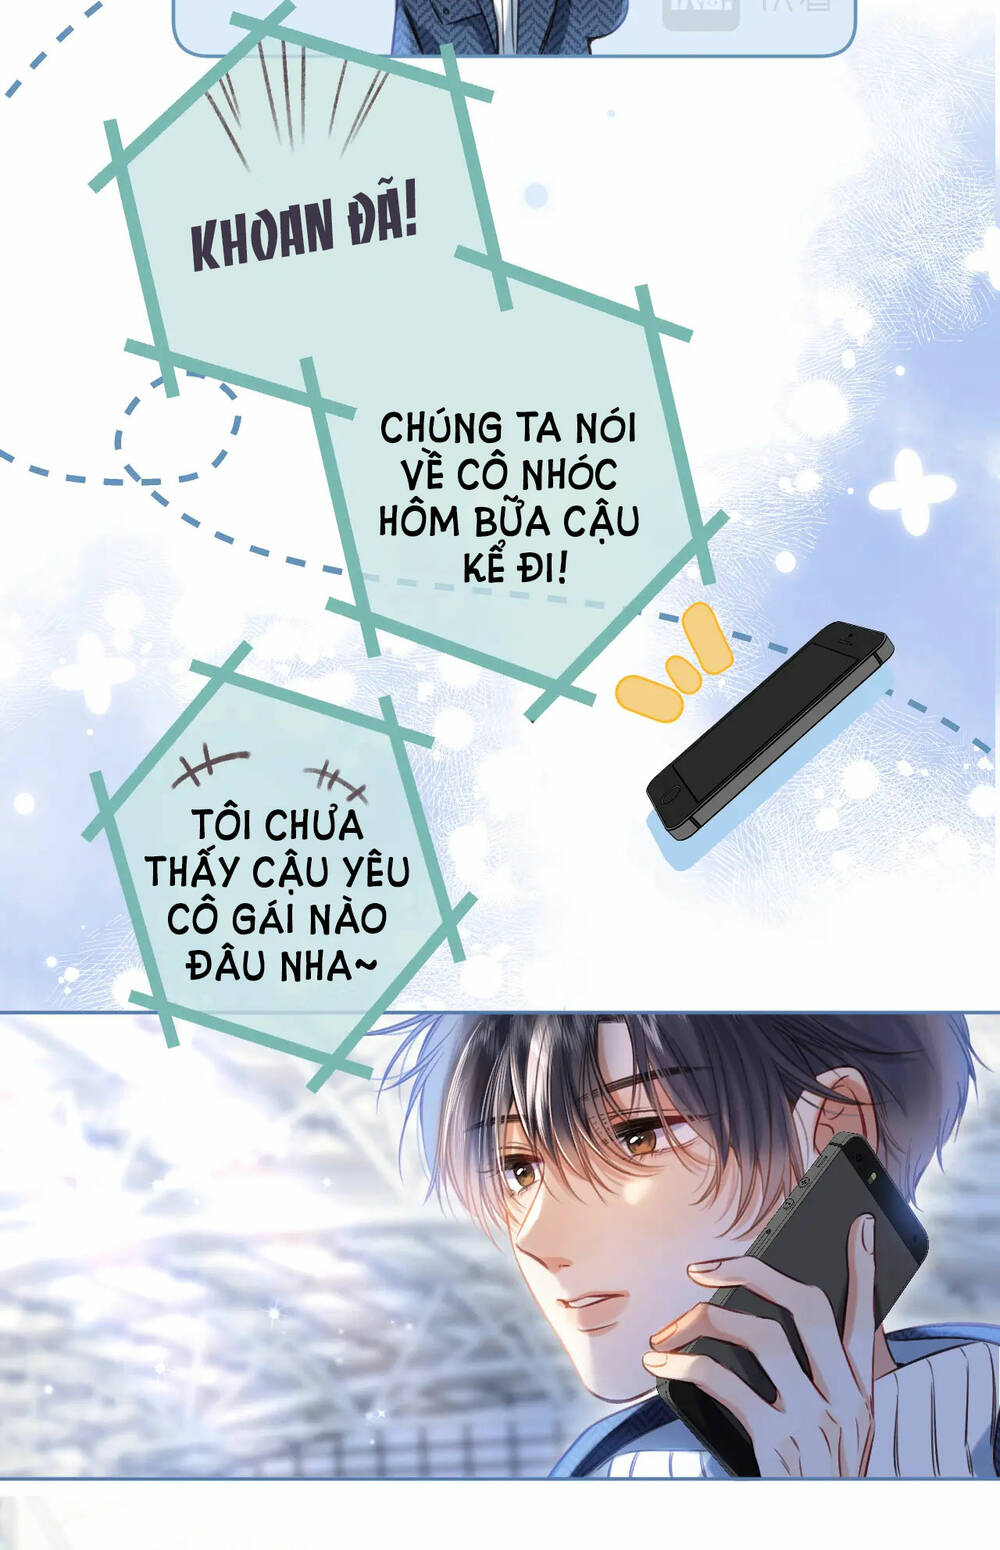 KHOAN ĐÃ!
CHÚNG TA NÓI
VỀ CÔ NHÓC
HÔM BỮA CẬU
KỂ ĐI!
TÔI CHƯA
THẤY CẬU YÊU
CÔ GÁI NÀO
ĐÂU NHA~